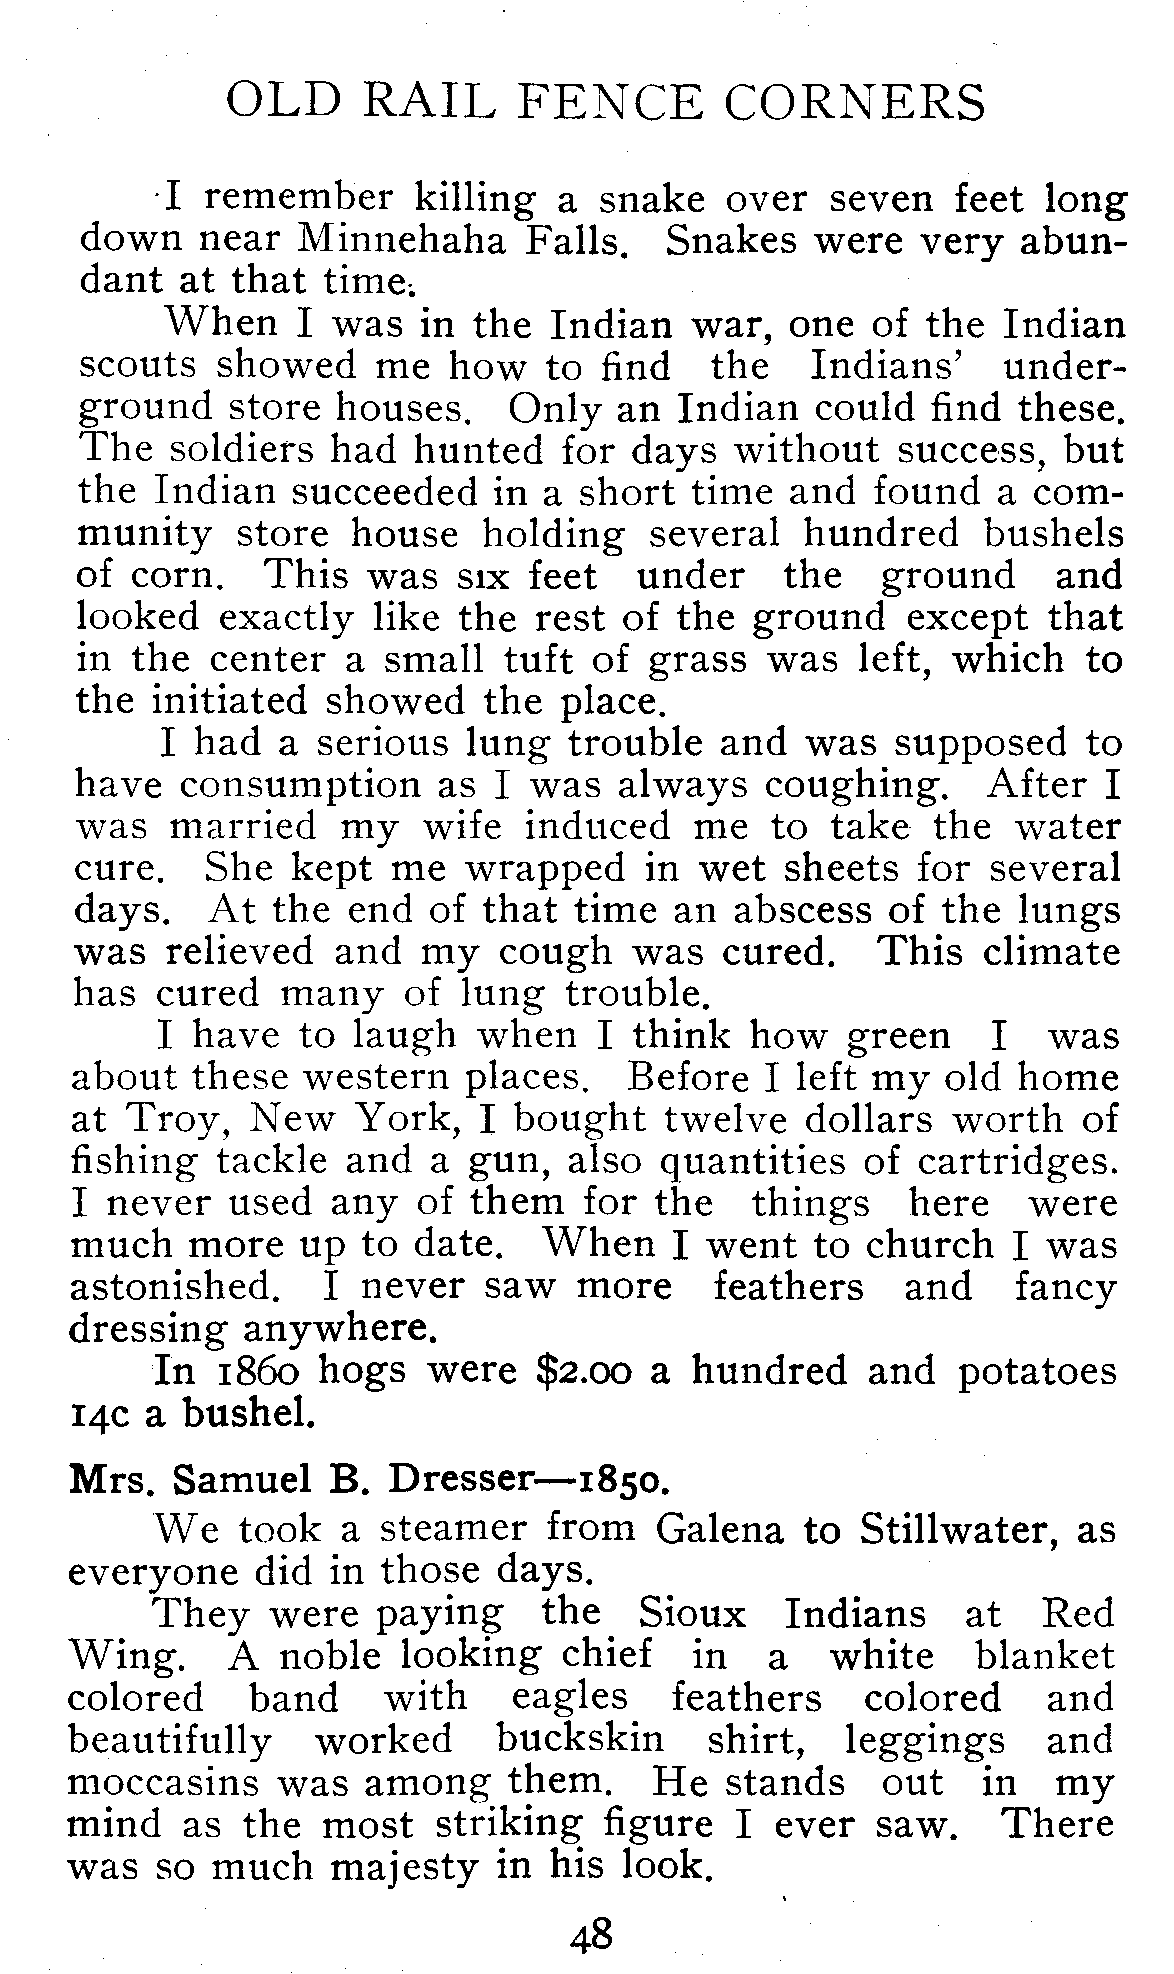 OLD RAIL FENCE CORNERS
I remember killing a snake over seven feet long
down near Minnehaha Falls. Snakes were very abun-
dant at that time.
When I was in the Indian war, one of the Indian
scouts showed me how to find the Indians' under-
ground store houses. Only an Indian could find these.
The soldiers had hunted for days without success, but
the Indian succeeded in a short time and found a com-
munity store house holding several hundred bushels
of corn. This was six feet under the ground and
looked exactly like the rest of the ground except that
in the center a small tuft of grass was left, which to
the initiated showed the place.
I had a serious lung trouble and was supposed to
have consumption as I was always coughing. After I
was married my wife induced me to take the water
cure. She kept me wrapped in wet sheets for several
days. At the end of that time an abscess of the lungs
was relieved and my cough was cured. This climate
has cured many of lung trouble.
I have to laugh when I think how green I was
about these western places. Before I left my old home
at Troy, New York, I bought twelve dollars worth of
fishing tackle and a gun, also quantities of cartridges.
I never used any of them for the things here were
much more up to date. When I went to church I was
astonished. I never saw more feathers and fancy
dressing anywhere.
In 1860 hogs were $2.00 a hundred and potatoes
14c a bushel.
Mrs. Samuel B. Dresser—1850.
We took a steamer from Galena to Stillwater, as
everyone did in those days.
They were paying the Sioux Indians at Red
Wing. A noble looking chief in a white blanket
colored band with eagles feathers colored and
beautifully worked buckskin shirt, leggings and
moccasins was among them. He stands out in my
mind as the most striking figure I ever saw. There
was so much majesty in his look.
48